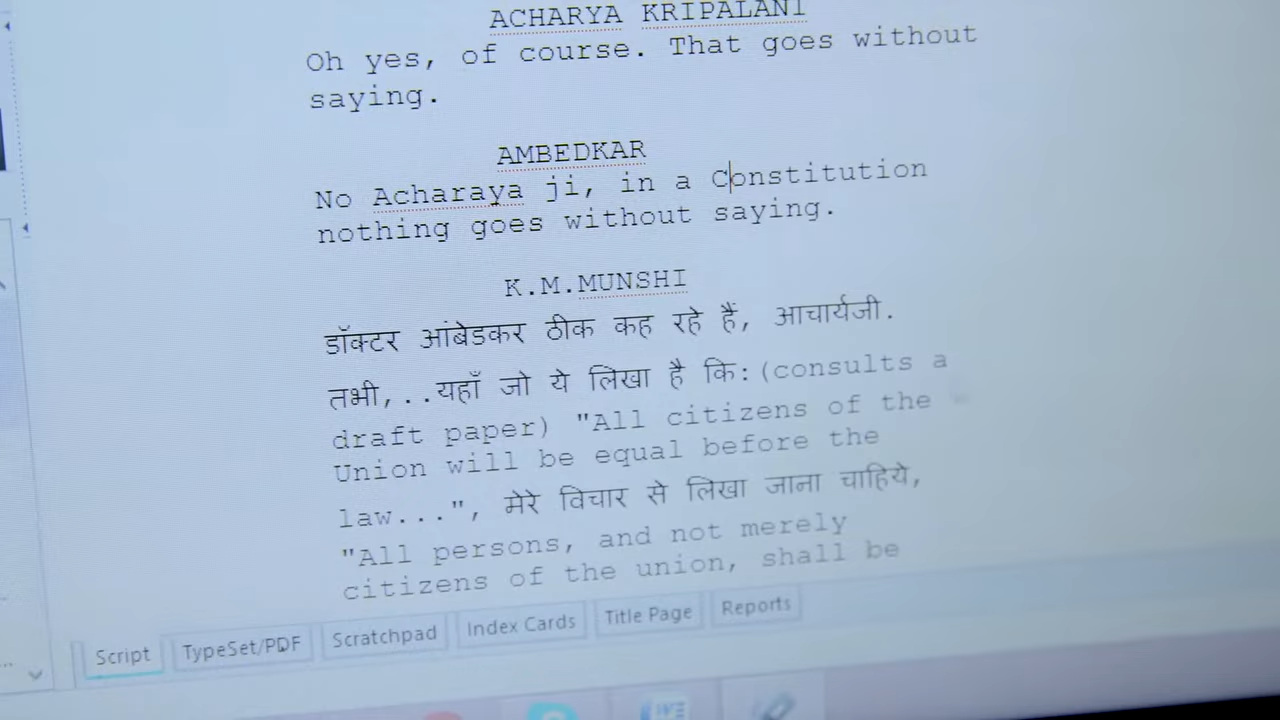 ACHARYA KRIPALANI
Oh yes, of course. That goes without
saying.
AMBEDKAR
No Acharaya ji, in a Constitution
nothing goes without saying.
K.M.MUNSHI
डॉक्टर आंबेडकर ठीक कह रहे हैं, आचार्यजी.
तभी,..यहाँ जो ये लिखा है कि:(consults a
draft paper) "All citizens of the
Union will be equal before the
law...", मेरे विचार से लिखा जाना चाहिये,
"All persons, and not merely
citizens of the union, shall be
Script TypeSet/PDF Scratchpad Index Cards Title Page Reports